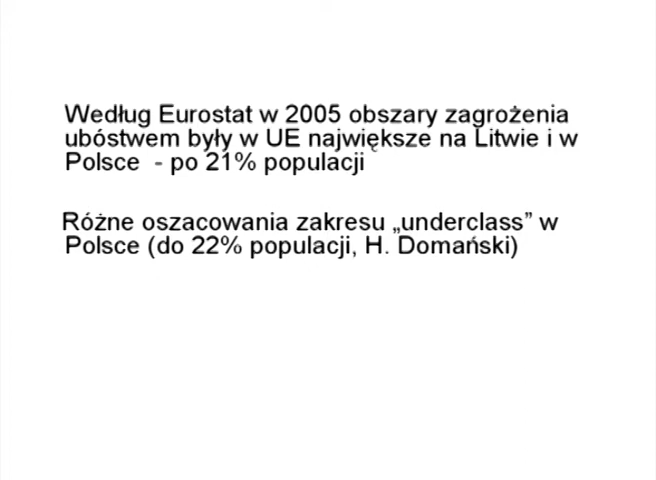 Według Eurostat w 2005 obszary zagrożenia
ubóstwem były w UE największe na Litwie i w
Polsce - po 21% populacji
Różne oszacowania zakresu „underclass” w
Polsce (do 22% populacji, H. Domański)